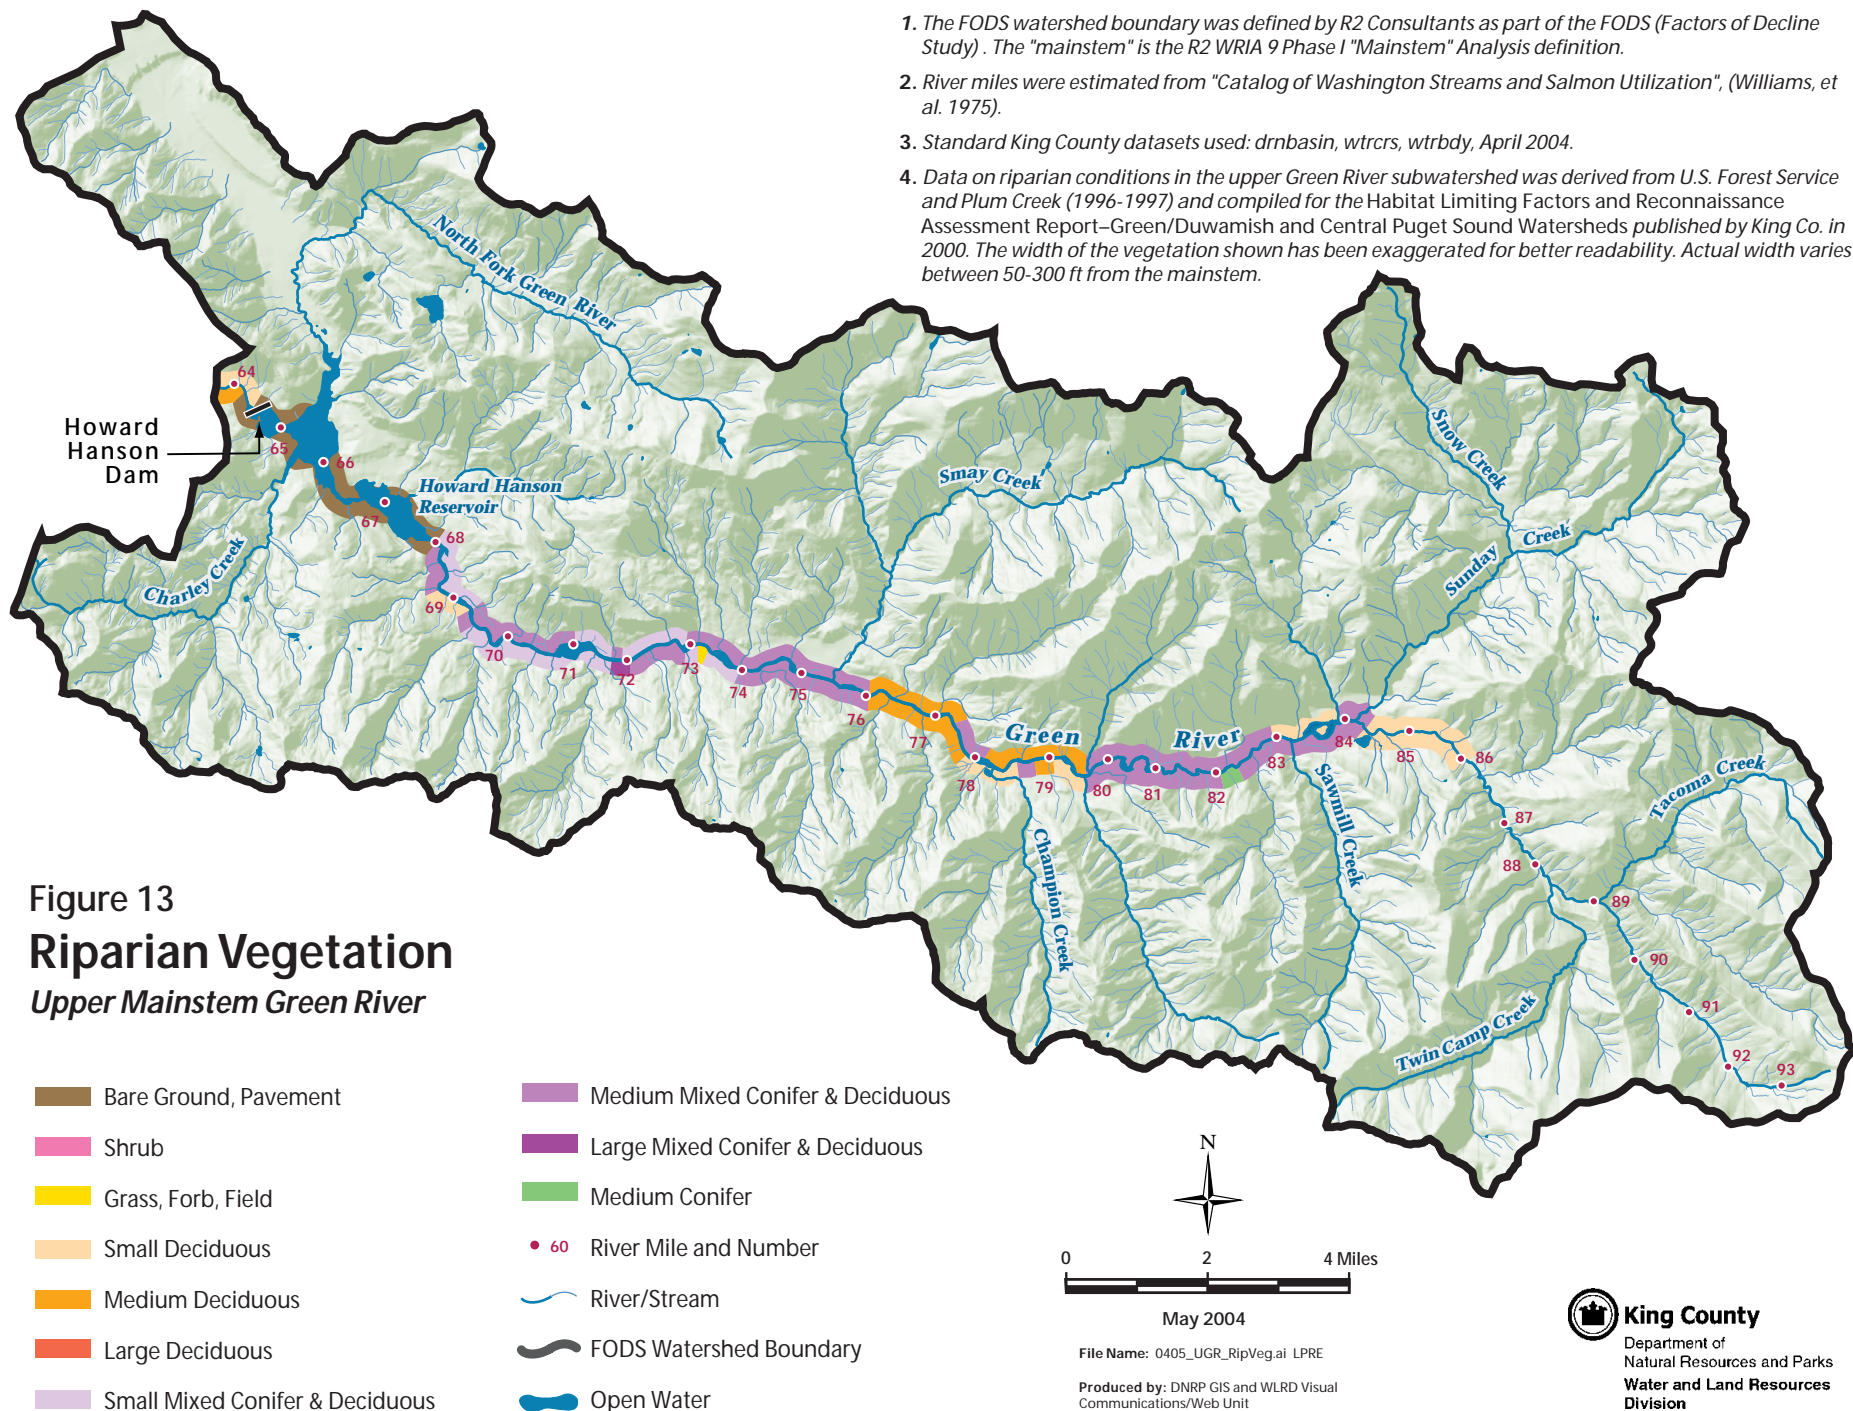 1. The FODS watershed boundary was defined by R2 Consultants as part of the FODS (Factors of Decline
Study) . The "mainstem" is the R2 WRIA 9 Phase I "Mainstem" Analysis definition.
2. River miles were estimated from "Catalog of Washington Streams and Salmon Utilization", (Williams, et
al. 1975).
3. Standard King County datasets used: drnbasin, wtrcrs, wtrbdy, April 2004.
4. Data on riparian conditions in the upper Green River subwatershed was derived from U.S. Forest Service
and Plum Creek (1996-1997) and compiled for the Habitat Limiting Factors and Reconnaissance
Assessment Report–Green/Duwamish and Central Puget Sound Watersheds published by King Co. in
2000. The width of the vegetation shown has been exaggerated for better readability. Actual width varies
between 50-300 ft from the mainstem.
North Fork Green River
64
Howard
Hanson
Dam
65
66
Howard Hanson
Reservoir
67
68
Charley Creek
69
70
71
72
73
74
75
76
77
78
79
80
81
82
83
84
85
86
87
88
89
90
91
92
93
Smay Creek
Snow Creek
Sunday Creek
Green River
Sawmill Creek
Champion Creek
Tacoma Creek
Twin Camp Creek
Figure 13
Riparian Vegetation
Upper Mainstem Green River
Bare Ground, Pavement
Shrub
Grass, Forb, Field
Small Deciduous
Medium Deciduous
Large Deciduous
Small Mixed Conifer & Deciduous
Medium Mixed Conifer & Deciduous
Large Mixed Conifer & Deciduous
Medium Conifer
60 River Mile and Number
River/Stream
FODS Watershed Boundary
Open Water
N
0 2 4 Miles
May 2004
File Name: 0405_UGR_RipVeg.ai LPRE
Produced by: DNRP GIS and WLRD Visual
Communications/Web Unit
King County
Department of
Natural Resources and Parks
Water and Land Resources
Division